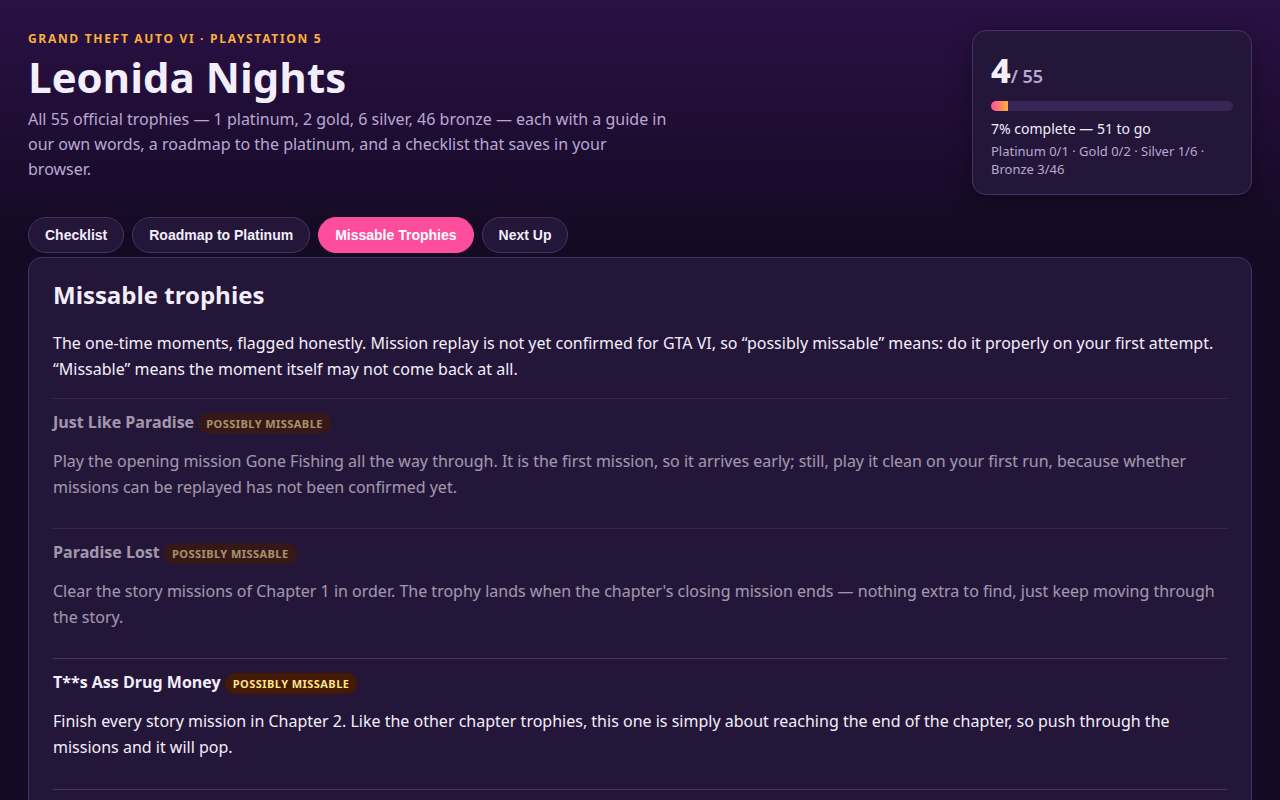 GRAND THEFT AUTO VI · PLAYSTATION 5
Leonida Nights
All 55 official trophies — 1 platinum, 2 gold, 6 silver, 46 bronze — each with a guide in
our own words, a roadmap to the platinum, and a checklist that saves in your
browser.
4/ 55
7% complete — 51 to go
Platinum 0/1 · Gold 0/2 · Silver 1/6 ·
Bronze 3/46
Checklist
Roadmap to Platinum
Missable Trophies
Next Up
Missable trophies
The one-time moments, flagged honestly. Mission replay is not yet confirmed for GTA VI, so “possibly missable” means: do it properly on your first attempt.
“Missable” means the moment itself may not come back at all.
Just Like Paradise POSSIBLY MISSABLE
Play the opening mission Gone Fishing all the way through. It is the first mission, so it arrives early; still, play it clean on your first run, because whether
missions can be replayed has not been confirmed yet.
Paradise Lost POSSIBLY MISSABLE
Clear the story missions of Chapter 1 in order. The trophy lands when the chapter's closing mission ends — nothing extra to find, just keep moving through
the story.
T**s Ass Drug Money POSSIBLY MISSABLE
Finish every story mission in Chapter 2. Like the other chapter trophies, this one is simply about reaching the end of the chapter, so push through the
missions and it will pop.